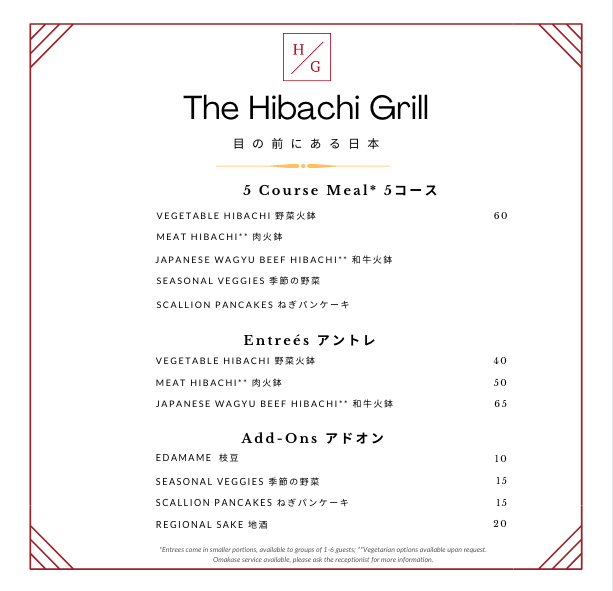 H
G
The Hibachi Grill
目の前にある日本
5 Course Meal* 5コース
VEGETABLE HIBACHI 野菜火鉢 60
MEAT HIBACHI** 肉火鉢
JAPANESE WAGYU BEEF HIBACHI** 和牛火鉢
SEASONAL VEGGIES 季節の野菜
SCALLION PANCAKES ねぎパンケーキ
Entreés アントレ
VEGETABLE HIBACHI 野菜火鉢 40
MEAT HIBACHI** 肉火鉢 50
JAPANESE WAGYU BEEF HIBACHI** 和牛火鉢 65
Add-Ons アドオン
EDAMAME 枝豆 10
SEASONAL VEGGIES 季節の野菜 15
SCALLION PANCAKES ねぎパンケーキ 15
REGIONAL SAKE 地酒 20
*Entrees come in smaller portions, available to groups of 1-6 guests; **Vegetarian options available upon request.
Omakase service available, please ask the receptionist for more information.